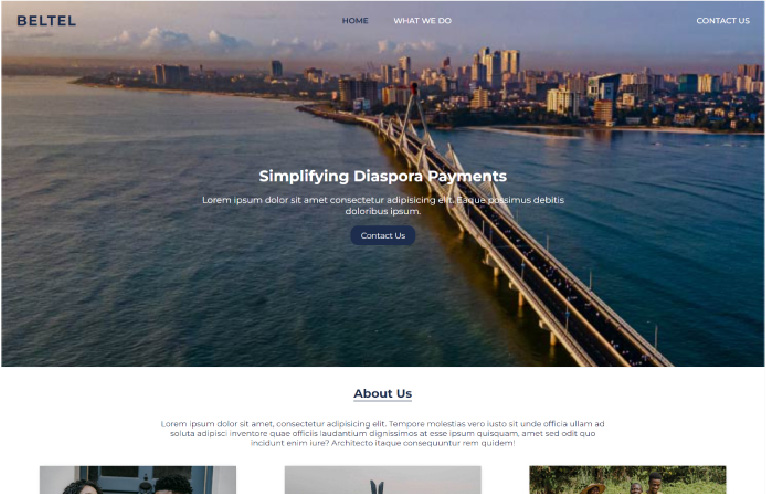 BELTEL
HOME WHAT WE DO CONTACT US
Simplifying Diaspora Payments
Lorem ipsum dolor sit amet consectetur adipisicing elit. Eaque possimus debitis
doloribus ipsum.
Contact Us
About Us
Lorem ipsum dolor sit amet, consectetur adipisicing elit. Tempore molestias vero iusto sit unde officia ullam ad
soluta adipisci inventore quae officiis laudantium dignissimos at esse ipsum quisquam, amet sed odit quo
incidunt enim iure? Architecto itaque consequuntur rem quidem!